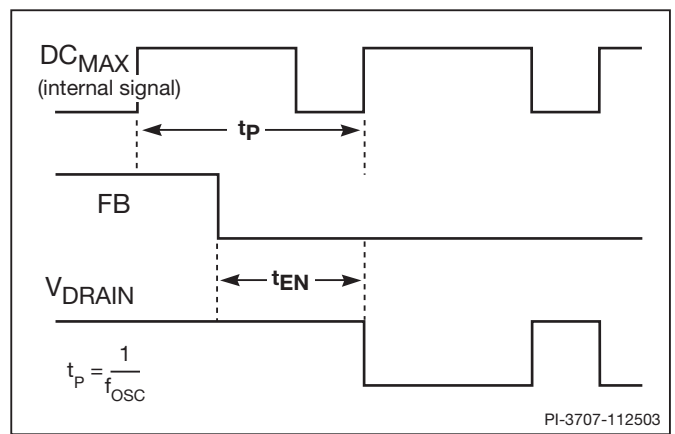 DCMAX
(internal signal)
tP
FB
tEN
VDRAIN
tP = 1/fOSC
PI-3707-112503